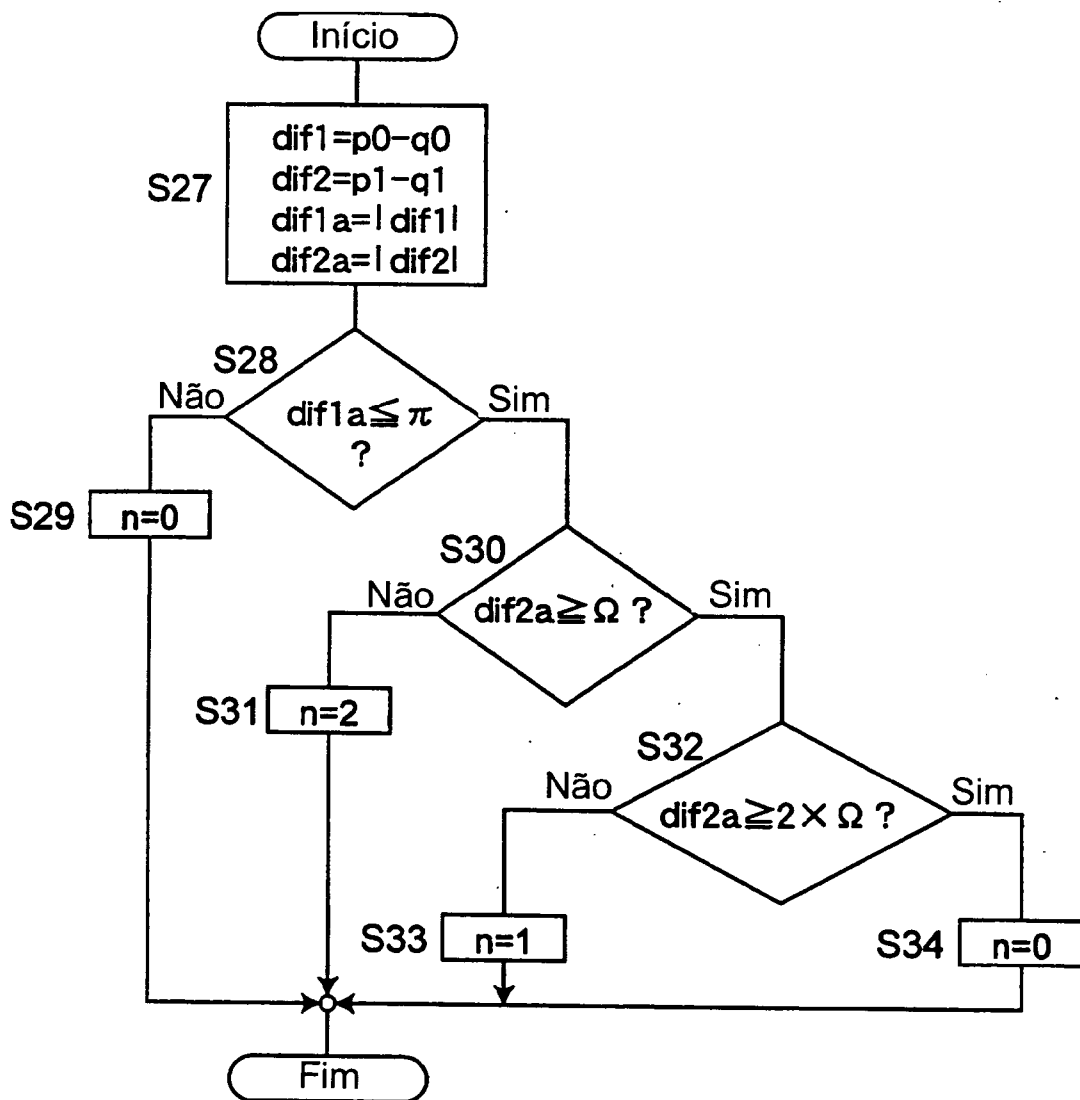 Início
S27
dif1=p0-q0
dif2=p1-q1
dif1a=| dif1|
dif2a=| dif2|
S28
Não
Sim
dif1a≦π
?
S29
n=0
S30
Não
Sim
dif2a≧Ω ?
S31
n=2
S32
Não
Sim
dif2a≧2×Ω ?
S33
n=1
S34
n=0
Fim